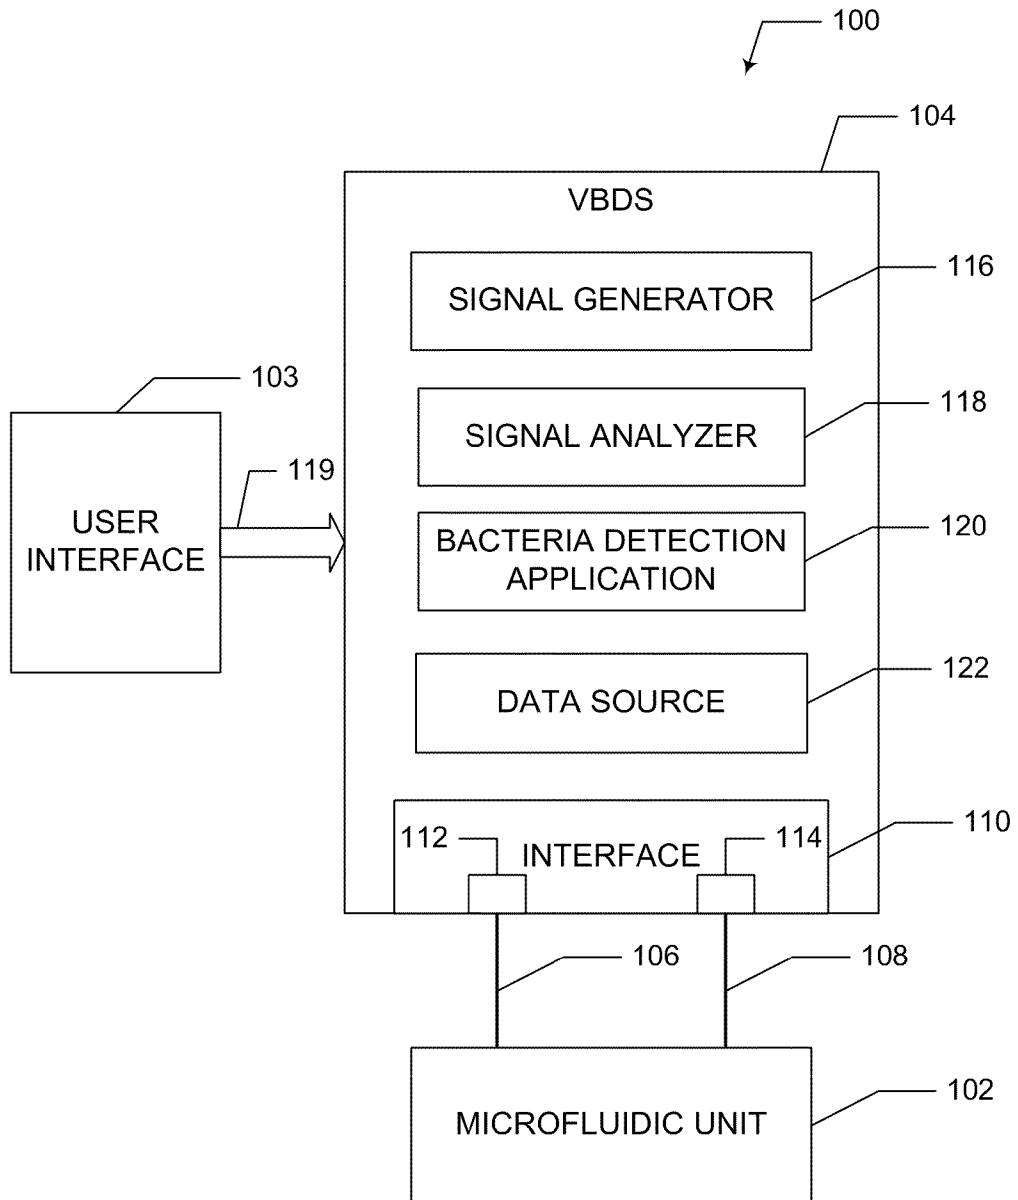 100
104
VBDS
116
SIGNAL GENERATOR
103
118
SIGNAL ANALYZER
119
USER
INTERFACE
120
BACTERIA DETECTION
APPLICATION
122
DATA SOURCE
110
112
INTERFACE
114
106
108
102
MICROFLUIDIC UNIT